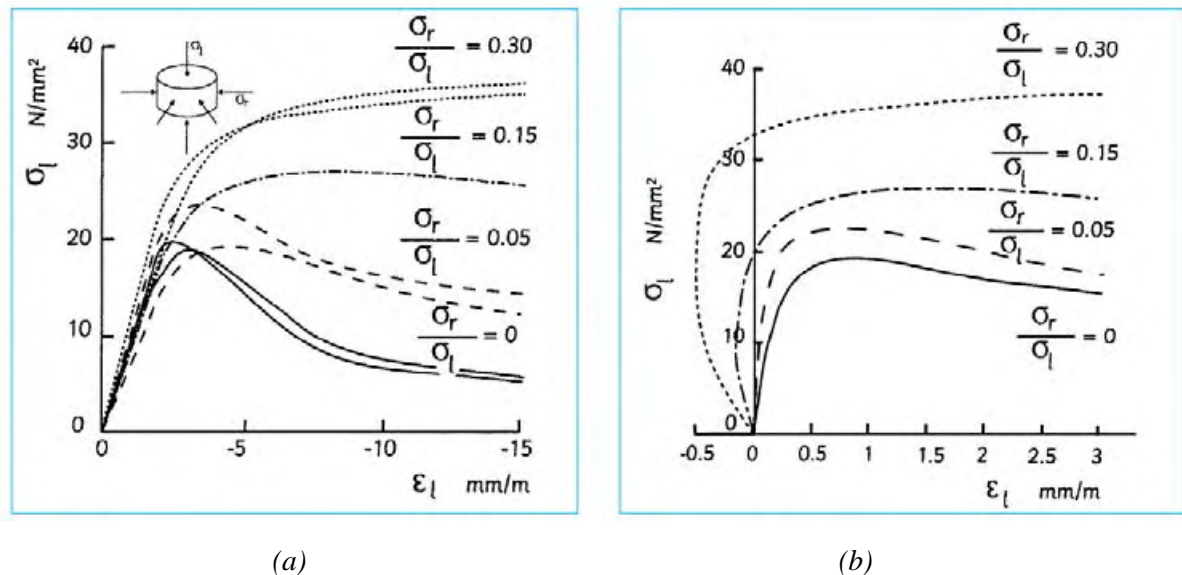 σr/σl = 0.30
σr/σl = 0.15
σr/σl = 0.05
σr/σl = 0
σl N/mm²
40
30
20
10
0
σl
σr
0 -5 -10 -15
εl mm/m
(a)
σr/σl = 0.30
σr/σl = 0.15
σr/σl = 0.05
σr/σl = 0
σl N/mm²
40
30
20
10
0
-0.5 0 0.5 1 1.5 2 2.5 3
εl mm/m
(b)